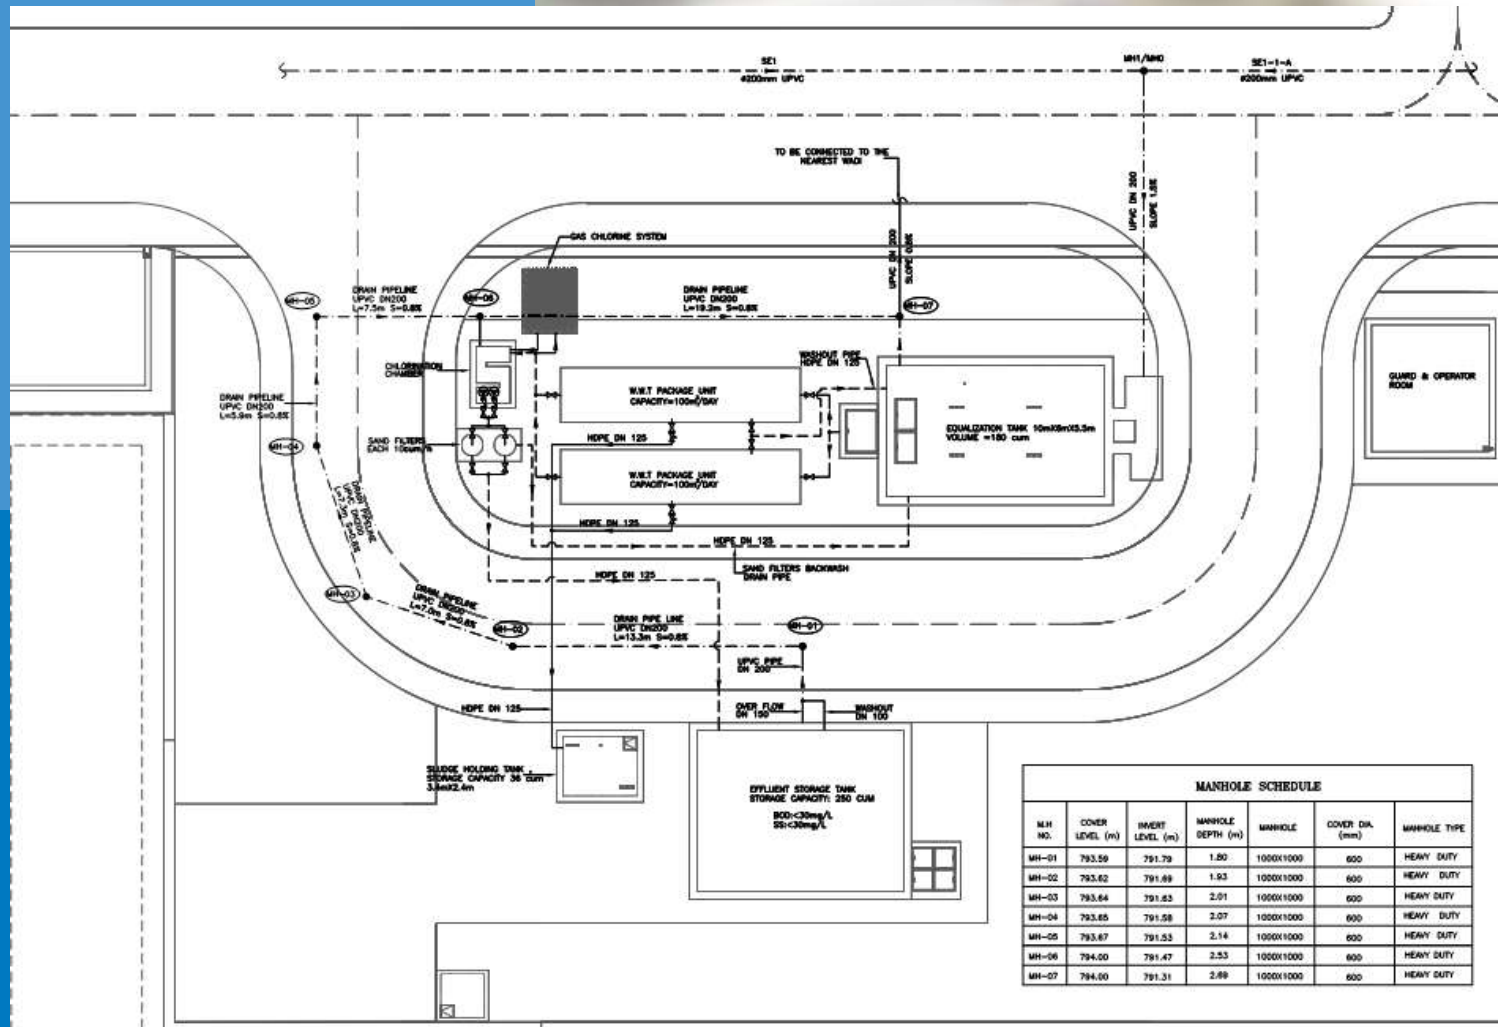 SE1
Ø200mm UPVC
MH1/MH0
SE1-1-A
Ø200mm UPVC
TO BE CONNECTED TO THE
NEAREST WADI
UPVC DN 200
SLOPE 1.5%
GAS CHLORINE SYSTEM
UPVC DN 200
SLOPE 0.8%
MH-05
DRAIN PIPELINE
UPVC DN200
L=7.5m S=0.8%
MH-06
DRAIN PIPELINE
UPVC DN200
L=19.2m S=0.8%
MH-07
CHLORINATION
CHAMBER
WASHOUT PIPE
HDPE DN 125
GUARD & OPERATOR
ROOM
DRAIN PIPELINE
UPVC DN200
L=5.9m S=0.8%
W.W.T PACKAGE UNIT
CAPACITY=100m³/DAY
EQUALIZATION TANK 10mX6mX3.5m
VOLUME =180 cum
MH-04
SAND FILTERS
EACH 10cum/h
HDPE DN 125
W.W.T PACKAGE UNIT
CAPACITY=100m³/DAY
DRAIN PIPELINE
UPVC DN200
L=7.3m S=0.8%
HDPE DN 125
HDPE DN 125
SAND FILTERS BACKWASH
DRAIN PIPE
HDPE DN 125
MH-03
DRAIN PIPELINE
UPVC DN200
L=7.0m S=0.8%
MH-02
DRAIN PIPE LINE
UPVC DN200
L=13.3m S=0.8%
MH-01
UPVC PIPE
DN 200
HDPE DN 125
OVER FLOW
DN 150
WASHOUT
DN 100
SLUDGE HOLDING TANK
STORAGE CAPACITY 36 cum
EFFLUENT STORAGE TANK
STORAGE CAPACITY: 250 CUM
BOD:<30mg/L
SS:<30mg/L
MANHOLE SCHEDULE
M.H NO. COVER LEVEL (m) INVERT LEVEL (m) MANHOLE DEPTH (m) MANHOLE COVER DIA. (mm) MANHOLE TYPE
MH-01 793.59 791.79 1.80 1000X1000 600 HEAVY DUTY
MH-02 793.62 791.69 1.93 1000X1000 600 HEAVY DUTY
MH-03 793.64 791.63 2.01 1000X1000 600 HEAVY DUTY
MH-04 793.65 791.58 2.07 1000X1000 600 HEAVY DUTY
MH-05 793.67 791.53 2.14 1000X1000 600 HEAVY DUTY
MH-06 794.00 791.47 2.53 1000X1000 600 HEAVY DUTY
MH-07 794.00 791.31 2.69 1000X1000 600 HEAVY DUTY